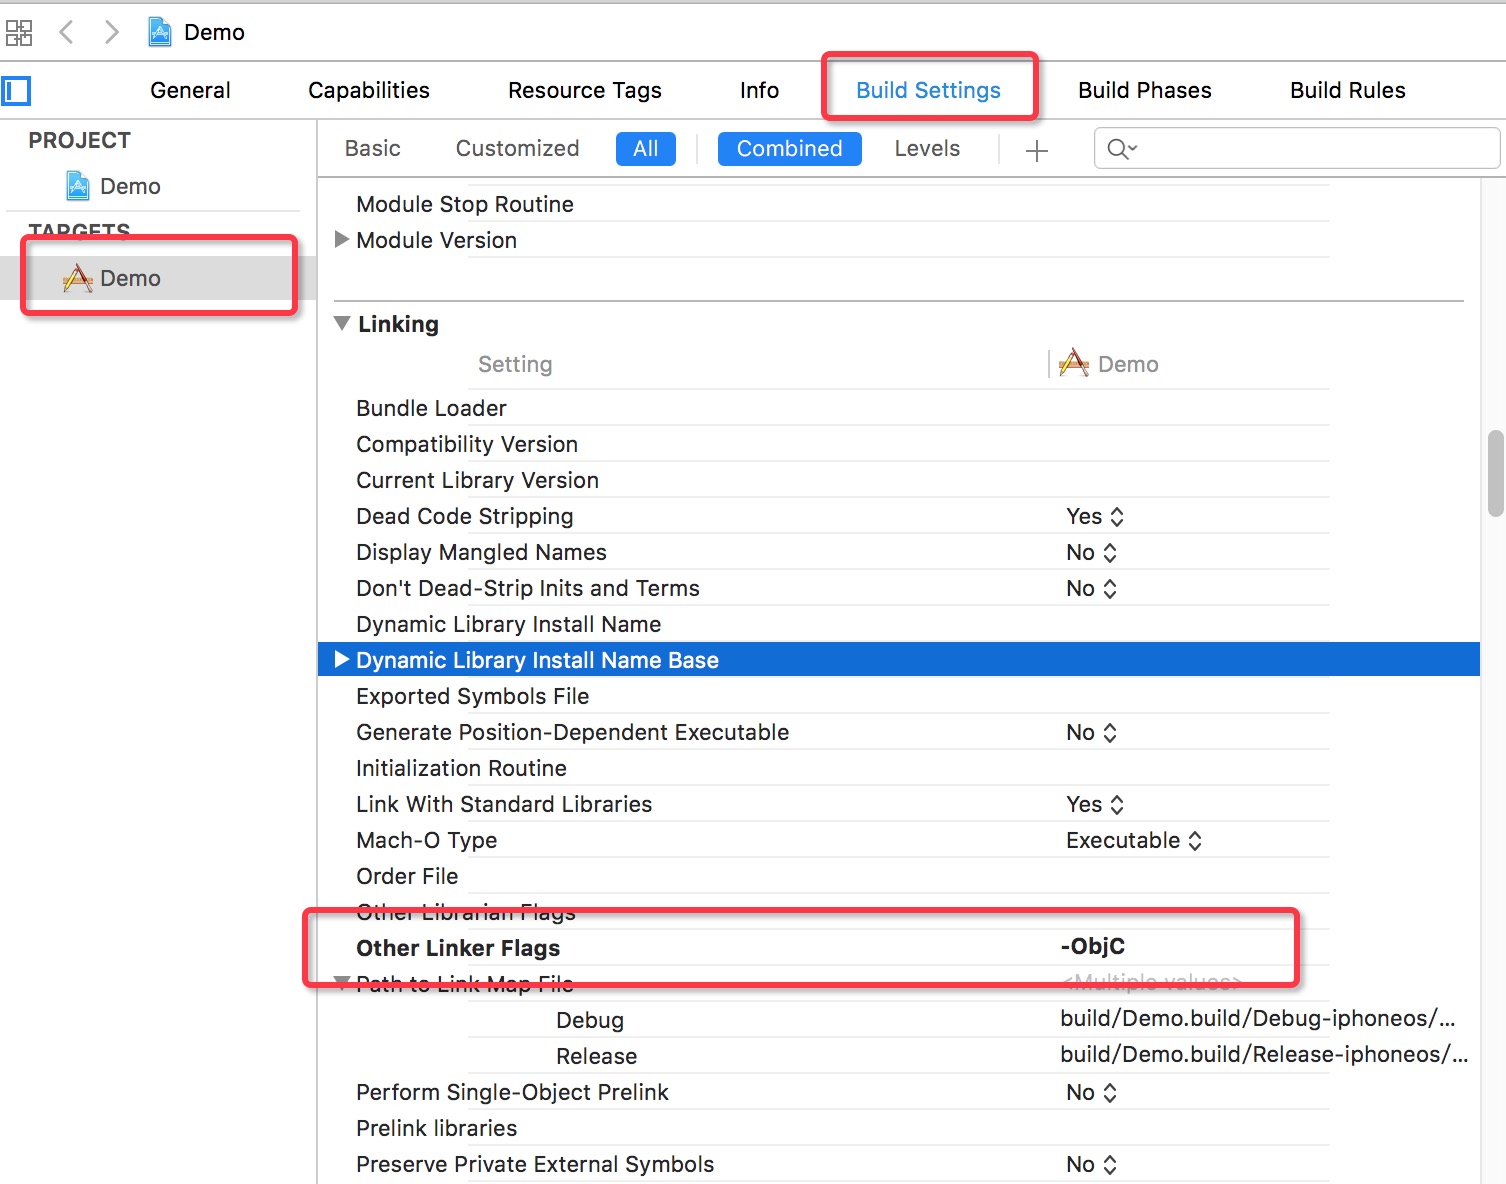 Demo
General Capabilities Resource Tags Info Build Settings Build Phases Build Rules
PROJECT
Demo
TARGETS
Demo
Basic Customized All Combined Levels
Module Stop Routine
Module Version
Linking
Setting Demo
Bundle Loader
Compatibility Version
Current Library Version
Dead Code Stripping Yes
Display Mangled Names No
Don't Dead-Strip Inits and Terms No
Dynamic Library Install Name
Dynamic Library Install Name Base
Exported Symbols File
Generate Position-Dependent Executable No
Initialization Routine
Link With Standard Libraries Yes
Mach-O Type Executable
Order File
Other Librarian Flags
Other Linker Flags -ObjC
Path to Link Map File <Multiple values>
Debug build/Demo.build/Debug-iphoneos/...
Release build/Demo.build/Release-iphoneos/...
Perform Single-Object Prelink No
Prelink libraries
Preserve Private External Symbols No